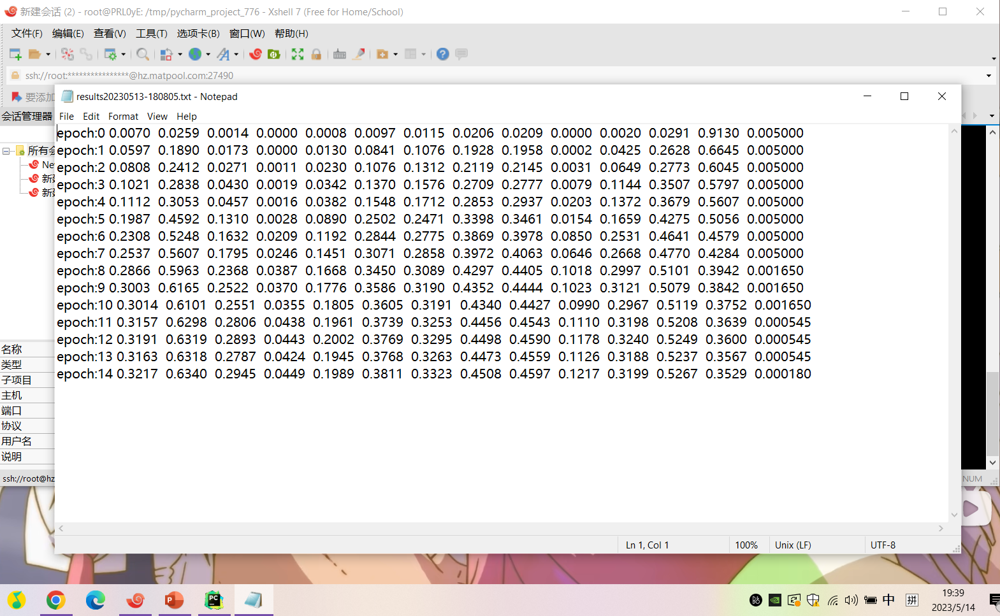 新建会话 (2) - root@PRL0yE: /tmp/pycharm_project_776 - Xshell 7 (Free for Home/School)
文件(F) 编辑(E) 查看(V) 工具(T) 选项卡(B) 窗口(W) 帮助(H)
ssh://root:****************@hz.matpool.com:27490
要添加
results20230513-180805.txt - Notepad
会话管理器
File Edit Format View Help
所有会
Ne
新建
新建
epoch:0 0.0070 0.0259 0.0014 0.0000 0.0008 0.0097 0.0115 0.0206 0.0209 0.0000 0.0020 0.0291 0.9130 0.005000
epoch:1 0.0597 0.1890 0.0173 0.0000 0.0130 0.0841 0.1076 0.1928 0.1958 0.0002 0.0425 0.2628 0.6645 0.005000
epoch:2 0.0808 0.2412 0.0271 0.0011 0.0230 0.1076 0.1312 0.2119 0.2145 0.0031 0.0649 0.2773 0.6045 0.005000
epoch:3 0.1021 0.2838 0.0430 0.0019 0.0342 0.1370 0.1576 0.2709 0.2777 0.0079 0.1144 0.3507 0.5797 0.005000
epoch:4 0.1112 0.3053 0.0457 0.0016 0.0382 0.1548 0.1712 0.2853 0.2937 0.0203 0.1372 0.3679 0.5607 0.005000
epoch:5 0.1987 0.4592 0.1310 0.0028 0.0890 0.2502 0.2471 0.3398 0.3461 0.0154 0.1659 0.4275 0.5056 0.005000
epoch:6 0.2308 0.5248 0.1632 0.0209 0.1192 0.2844 0.2775 0.3869 0.3978 0.0850 0.2531 0.4641 0.4579 0.005000
epoch:7 0.2537 0.5607 0.1795 0.0246 0.1451 0.3071 0.2858 0.3972 0.4063 0.0646 0.2668 0.4770 0.4284 0.005000
epoch:8 0.2866 0.5963 0.2368 0.0387 0.1668 0.3450 0.3089 0.4297 0.4405 0.1018 0.2997 0.5101 0.3942 0.001650
epoch:9 0.3003 0.6165 0.2522 0.0370 0.1776 0.3586 0.3190 0.4352 0.4444 0.1023 0.3121 0.5079 0.3842 0.001650
epoch:10 0.3014 0.6101 0.2551 0.0355 0.1805 0.3605 0.3191 0.4340 0.4427 0.0990 0.2967 0.5119 0.3752 0.001650
epoch:11 0.3157 0.6298 0.2806 0.0438 0.1961 0.3739 0.3253 0.4456 0.4543 0.1110 0.3198 0.5208 0.3639 0.000545
epoch:12 0.3191 0.6319 0.2893 0.0443 0.2002 0.3769 0.3295 0.4498 0.4590 0.1178 0.3240 0.5249 0.3600 0.000545
epoch:13 0.3163 0.6318 0.2787 0.0424 0.1945 0.3768 0.3263 0.4473 0.4559 0.1126 0.3188 0.5237 0.3567 0.000545
epoch:14 0.3217 0.6340 0.2945 0.0449 0.1989 0.3811 0.3323 0.4508 0.4597 0.1217 0.3199 0.5267 0.3529 0.000180
名称
类型
子项目
主机
端口
协议
用户名
说明
ssh://root@hz
NUM
Ln 1, Col 1 100% Unix (LF) UTF-8
中 拼
19:39
2023/5/14